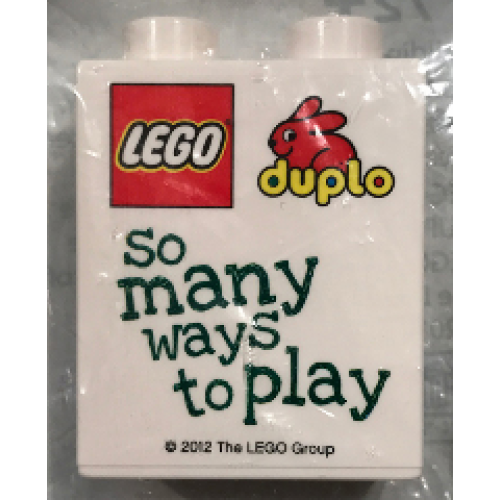 LEGO duplo
so
many
ways
to play
© 2012 The LEGO Group